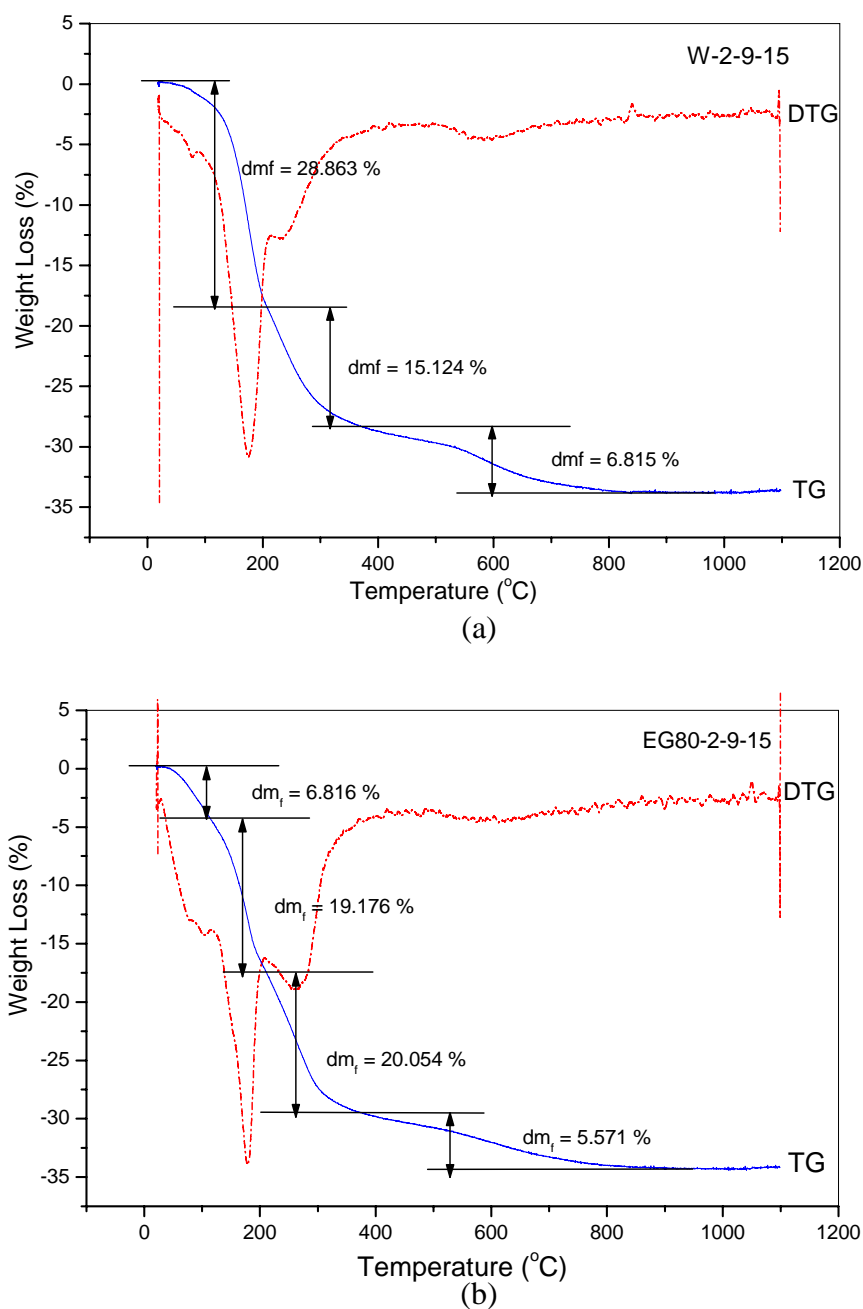 5
0
-5
-10
-15
-20
-25
-30
-35
Weight Loss (%)
W-2-9-15
DTG
dmf = 28.863 %
dmf = 15.124 %
dmf = 6.815 %
TG
0 200 400 600 800 1000 1200
Temperature (°C)
(a)
5
0
-5
-10
-15
-20
-25
-30
-35
Weight Loss (%)
EG80-2-9-15
DTG
dmf = 6.816 %
dmf = 19.176 %
dmf = 20.054 %
dmf = 5.571 %
TG
0 200 400 600 800 1000 1200
Temperature (°C)
(b)